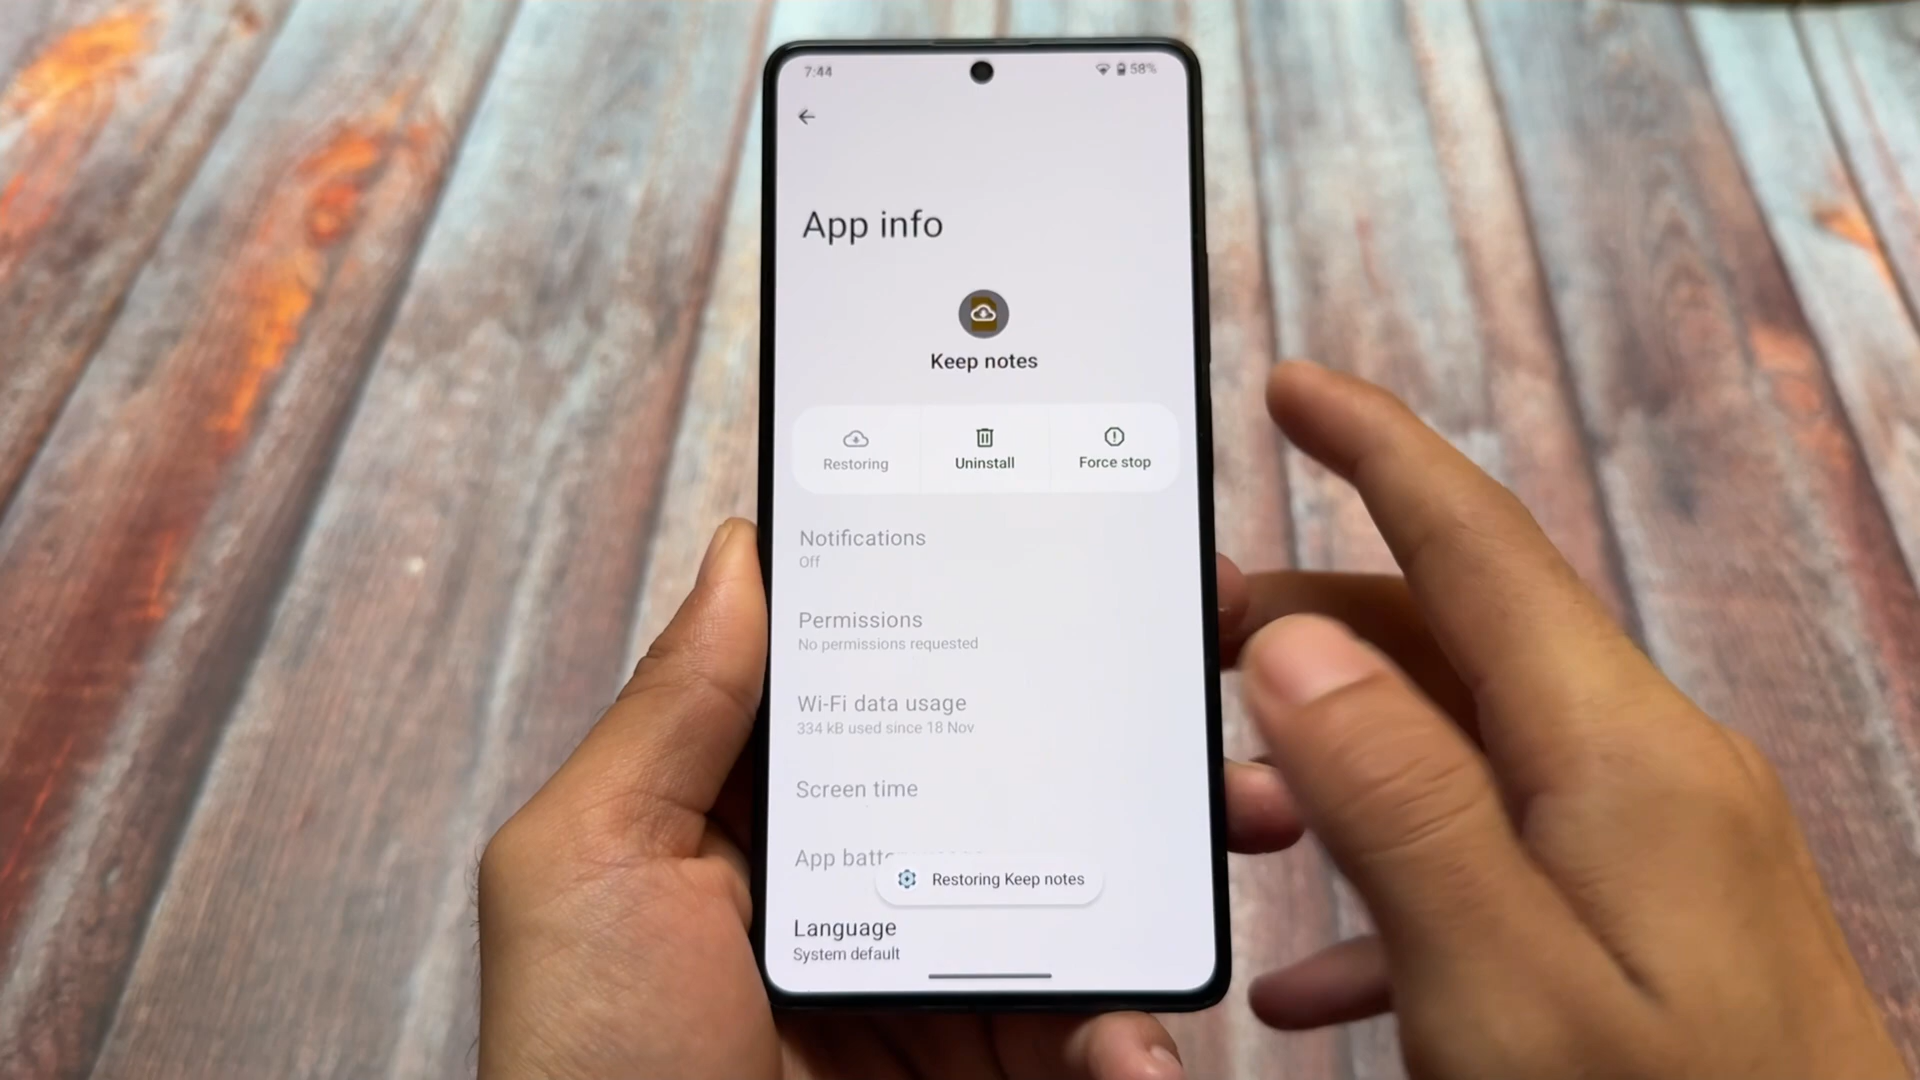 7:44
58%
App info
Keep notes
Restoring
Uninstall
Force stop
Notifications
Off
Permissions
No permissions requested
Wi-Fi data usage
334 kB used since 18 Nov
Screen time
App batte
Restoring Keep notes
Language
System default